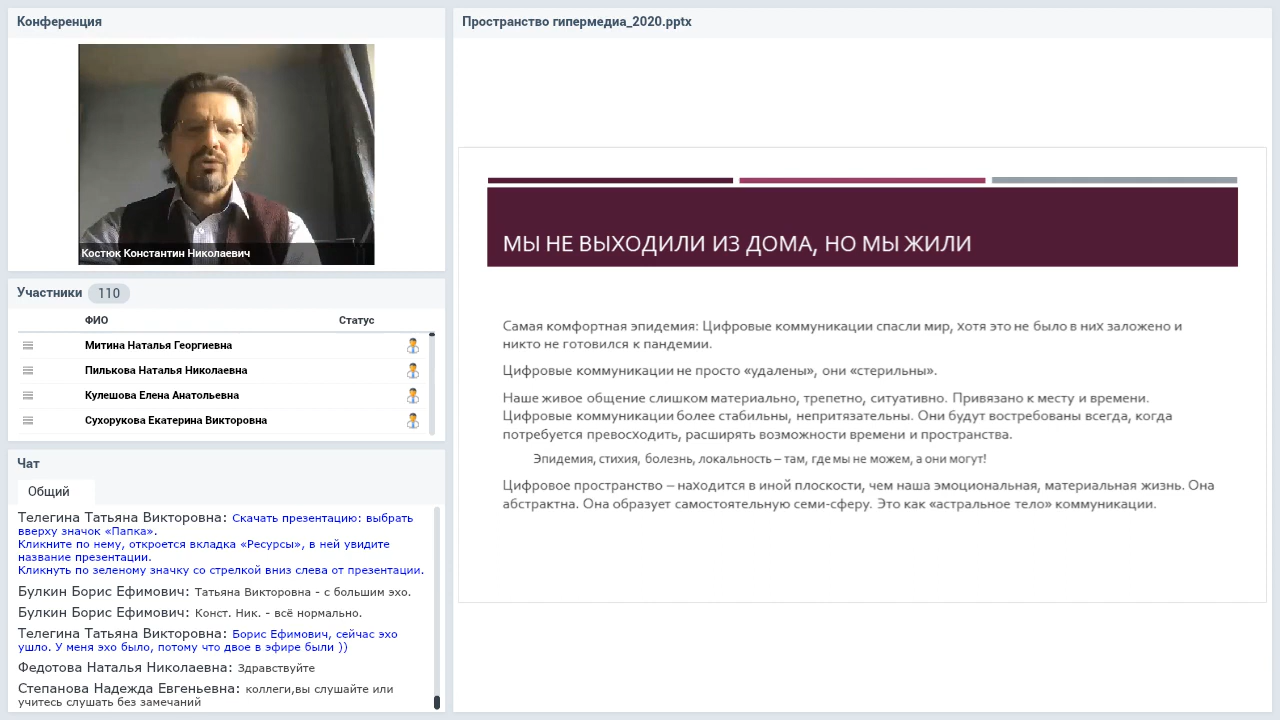 Конференция
Костюк Константин Николаевич
Участники 110
ФИО Статус
Митина Наталья Георгиевна
Пилькова Наталья Николаевна
Кулешова Елена Анатольевна
Сухорукова Екатерина Викторовна
Чат
Общий
Телегина Татьяна Викторовна: Скачать презентацию: выбрать
вверху значок «Папка».
Кликните по нему, откроется вкладка «Ресурсы», в ней увидите
название презентации.
Кликнуть по зеленому значку со стрелкой вниз слева от презентации.
Булкин Борис Ефимович: Татьяна Викторовна - с большим эхо.
Булкин Борис Ефимович: Конст. Ник. - всё нормально.
Телегина Татьяна Викторовна: Борис Ефимович, сейчас эхо
ушло. У меня эхо было, потому что двое в эфире были ))
Федотова Наталья Николаевна: Здравствуйте
Степанова Надежда Евгеньевна: коллеги,вы слушайте или
учитесь слушать без замечаний
Пространство гипермедиа_2020.pptx
МЫ НЕ ВЫХОДИЛИ ИЗ ДОМА, НО МЫ ЖИЛИ
Самая комфортная эпидемия: Цифровые коммуникации спасли мир, хотя это не было в них заложено и
никто не готовился к пандемии.
Цифровые коммуникации не просто «удалены», они «стерильны».
Наше живое общение слишком материально, трепетно, ситуативно. Привязано к месту и времени.
Цифровые коммуникации более стабильны, непритязательны. Они будут востребованы всегда, когда
потребуется превосходить, расширять возможности времени и пространства.
Эпидемия, стихия, болезнь, локальность – там, где мы не можем, а они могут!
Цифровое пространство – находится в иной плоскости, чем наша эмоциональная, материальная жизнь. Она
абстрактна. Она образует самостоятельную семи-сферу. Это как «астральное тело» коммуникации.